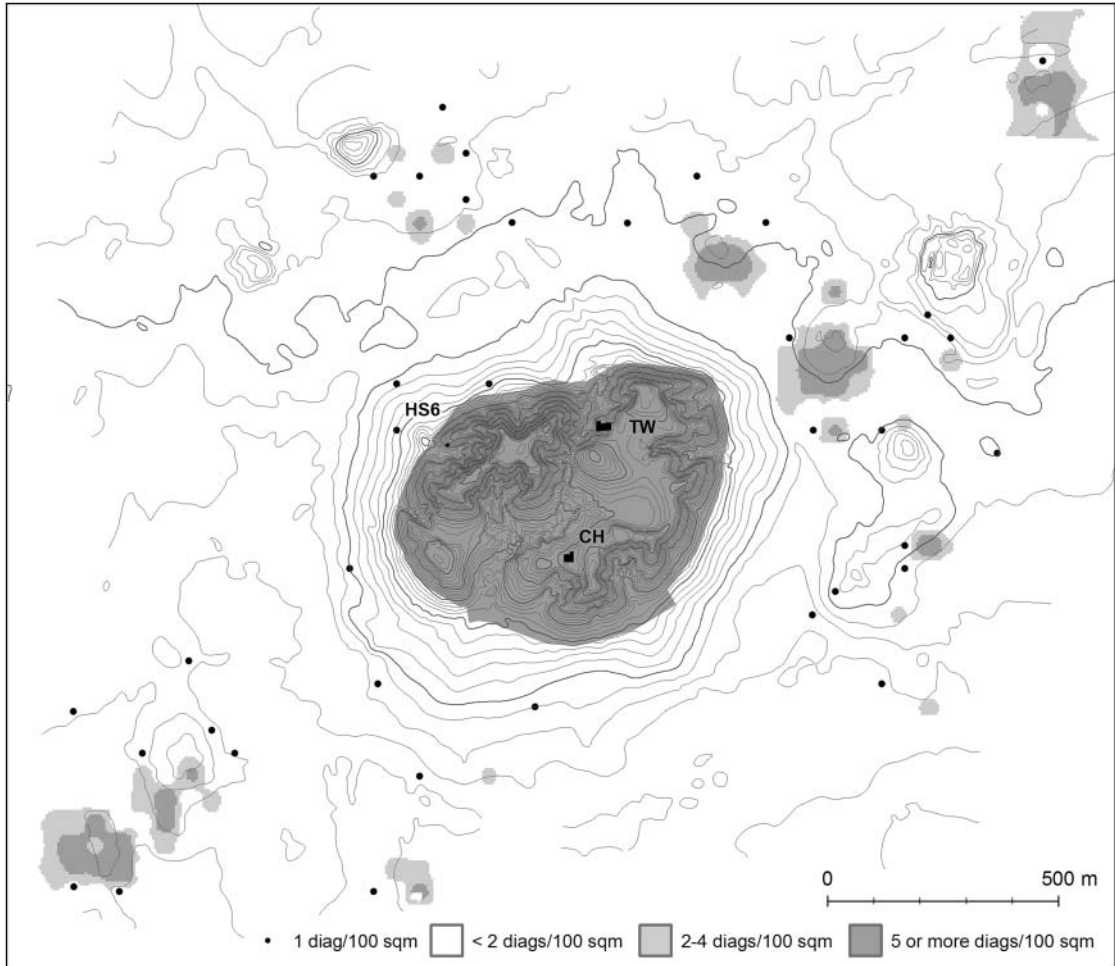 HS6
TW
CH
0 500 m
1 diag/100 sqm < 2 diags/100 sqm 2-4 diags/100 sqm 5 or more diags/100 sqm